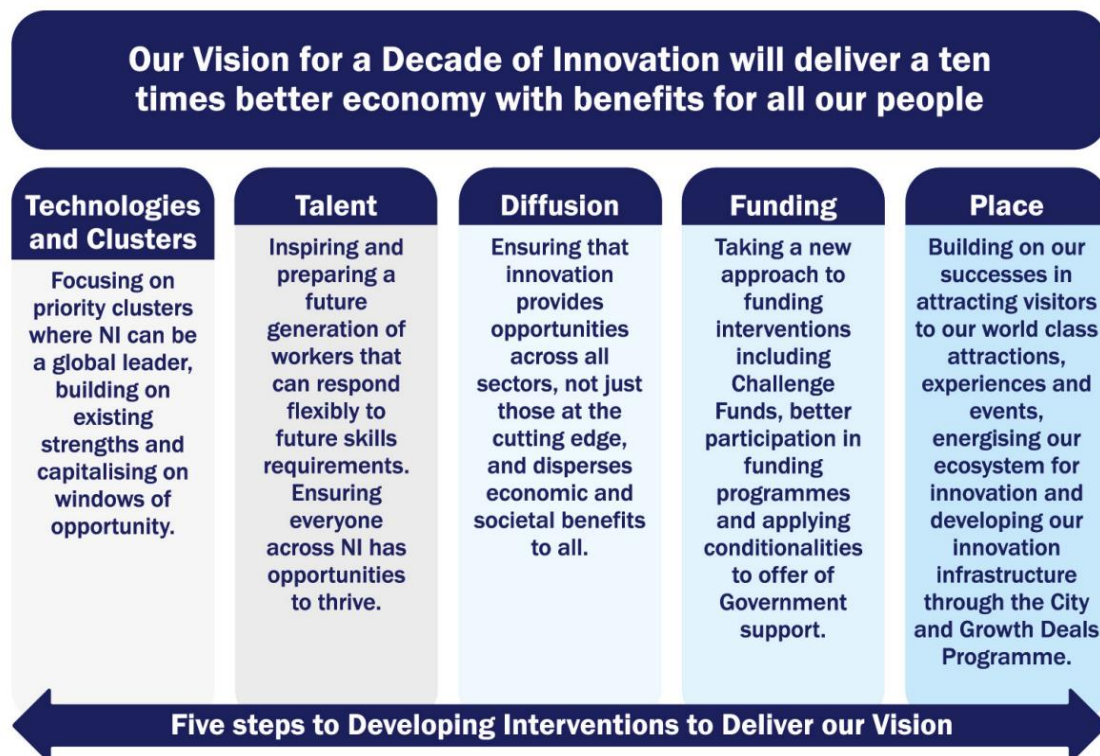 Our Vision for a Decade of Innovation will deliver a ten
times better economy with benefits for all our people
Technologies
and Clusters
Focusing on
priority clusters
where NI can be
a global leader,
building on
existing
strengths and
capitalising on
windows of
opportunity.
Talent
Inspiring and
preparing a
future
generation of
workers that
can respond
flexibly to
future skills
requirements.
Ensuring
everyone
across NI has
opportunities
to thrive.
Diffusion
Ensuring that
innovation
provides
opportunities
across all
sectors, not just
those at the
cutting edge,
and disperses
economic and
societal benefits
to all.
Funding
Taking a new
approach to
funding
interventions
including
Challenge
Funds, better
participation in
funding
programmes
and applying
conditionalities
to offer of
Government
support.
Place
Building on our
successes in
attracting visitors
to our world class
attractions,
experiences and
events,
energising our
ecosystem for
innovation and
developing our
innovation
infrastructure
through the City
and Growth Deals
Programme.
Five steps to Developing Interventions to Deliver our Vision